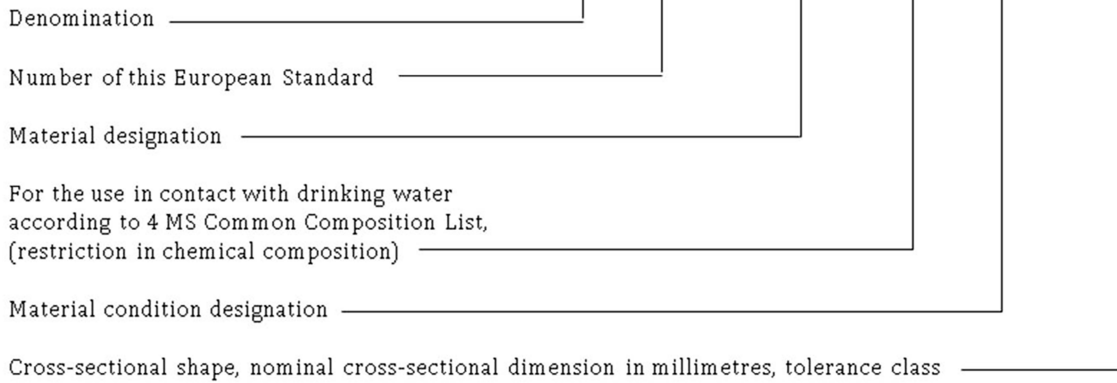 Denomination
Number of this European Standard
Material designation
For the use in contact with drinking water
according to 4 MS Common Composition List,
(restriction in chemical composition)
Material condition designation
Cross-sectional shape, nominal cross-sectional dimension in millimetres, tolerance class